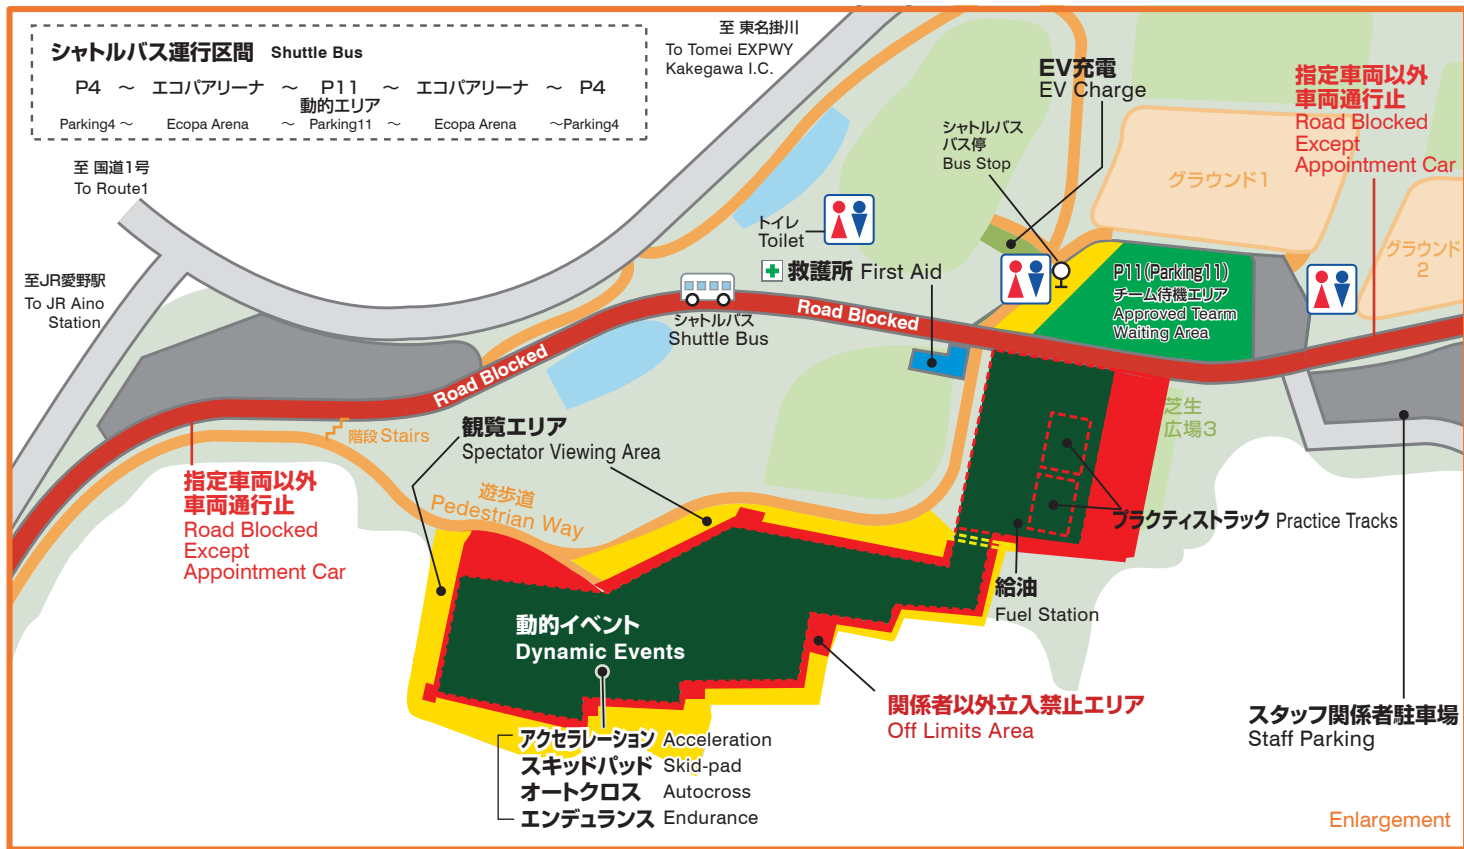 シャトルバス運行区間 Shuttle Bus
P4 ～ エコパアリーナ ～ P11 ～ エコパアリーナ ～ P4
動的エリア
Parking4 ～ Ecopa Arena ～ Parking11 ～ Ecopa Arena ～Parking4
至 東名掛川
To Tomei EXPWY
Kakegawa I.C.
至 国道1号
To Route1
至JR愛野駅
To JR Aino
Station
EV充電
EV Charge
シャトルバス
バス停
Bus Stop
指定車両以外
車両通行止
Road Blocked
Except
Appointment Car
グラウンド1
グラウンド
2
トイレ
Toilet
救護所 First Aid
P11(Parking11)
チーム待機エリア
Approved Tearm
Waiting Area
シャトルバス
Shuttle Bus
Road Blocked
Road Blocked
階段 Stairs
観覧エリア
Spectator Viewing Area
芝生
広場3
指定車両以外
車両通行止
Road Blocked
Except
Appointment Car
遊歩道
Pedestrian Way
プラクティストラック Practice Tracks
給油
Fuel Station
動的イベント
Dynamic Events
関係者以外立入禁止エリア
Off Limits Area
スタッフ関係者駐車場
Staff Parking
アクセラレーション Acceleration
スキッドパッド Skid-pad
オートクロス Autocross
エンデュランス Endurance
Enlargement